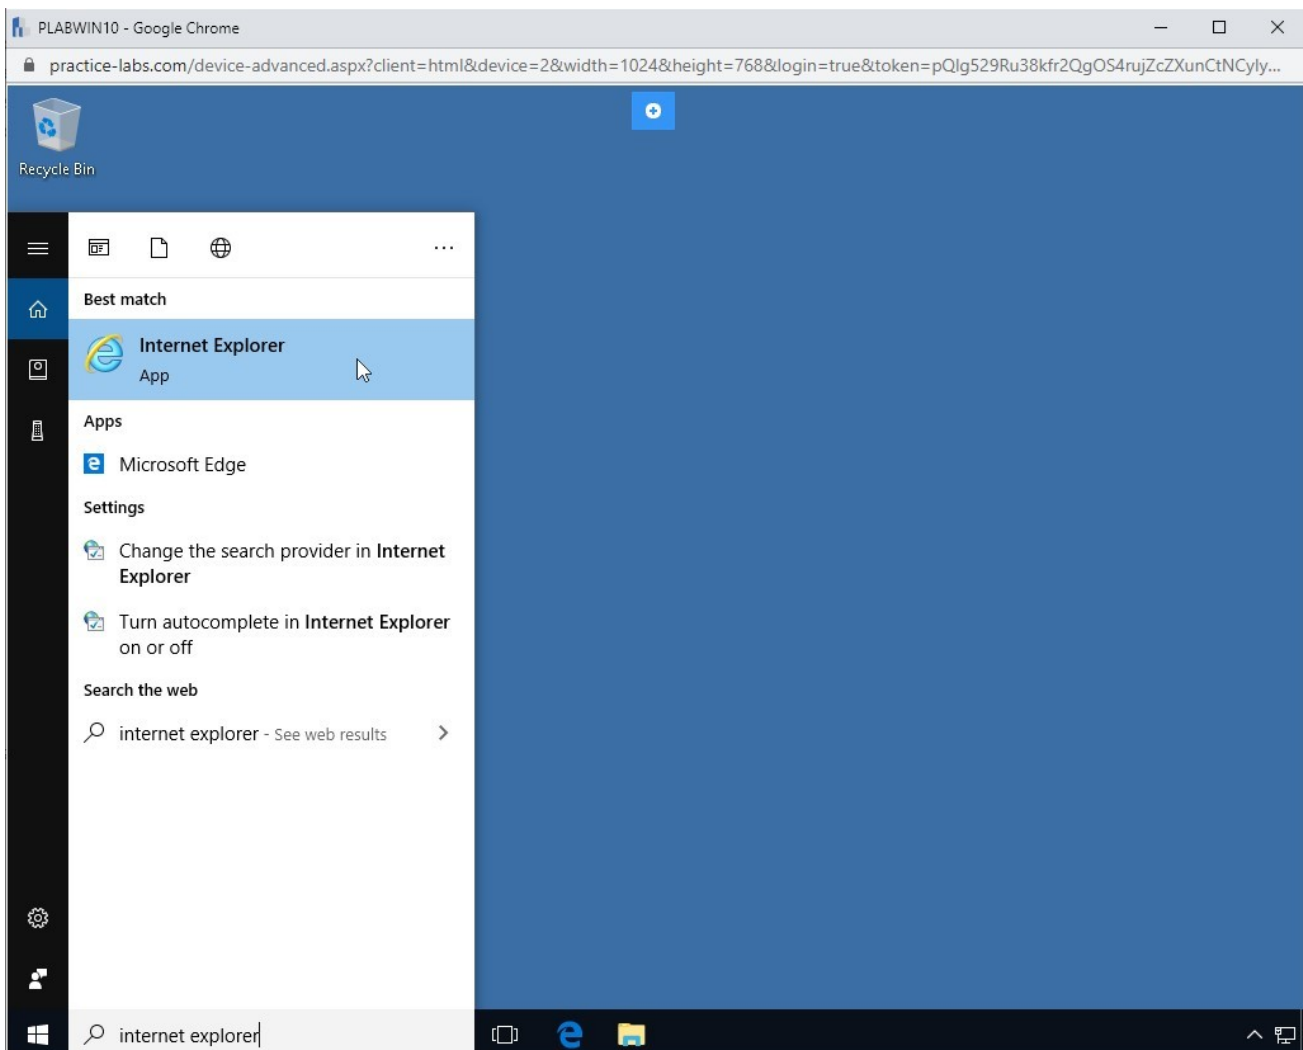 PLABWIN10 - Google Chrome
practice-labs.com/device-advanced.aspx?client=html&device=2&width=1024&height=768&login=true&token=pQlg529Ru38kfr2QgOS4rujZcZXunCtNCyly...
Recycle Bin
Best match
Internet Explorer
App
Apps
Microsoft Edge
Settings
Change the search provider in Internet
Explorer
Turn autocomplete in Internet Explorer
on or off
Search the web
internet explorer - See web results
internet explorer